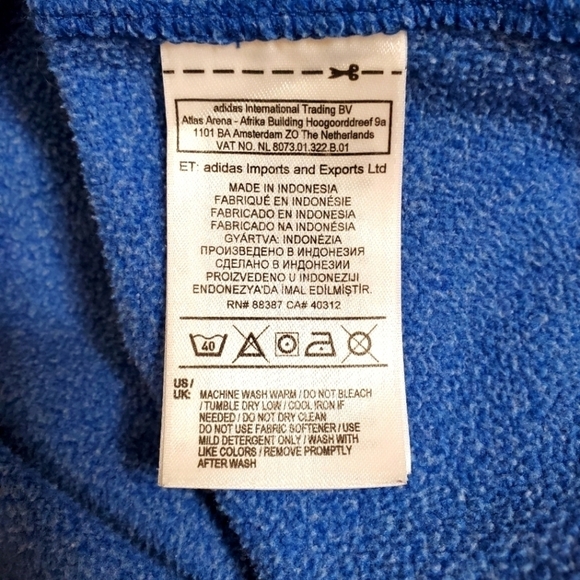 adidas International Trading BV
Atlas Arena - Afrika Building Hoogoorddreef 9a
1101 BA Amsterdam ZO The Netherlands
VAT NO. NL 8073.01.322.B.01
ET: adidas Imports and Exports Ltd
MADE IN INDONESIA
FABRIQUÉ EN INDONÉSIE
FABRICADO EN INDONESIA
FABRICADO NA INDONÉSIA
GYÁRTVA: INDONÉZIA
ПРОИЗВЕДЕНО В ИНДОНЕЗИЯ
СДЕЛАНО В ИНДОНЕЗИИ
PROIZVEDENO U INDONEZIJI
ENDONEZYA'DA İMAL EDİLMİŞTİR.
RN# 88387 CA# 40312
40
US /
UK: MACHINE WASH WARM / DO NOT BLEACH
/ TUMBLE DRY LOW / COOL IRON IF
NEEDED / DO NOT DRY CLEAN
DO NOT USE FABRIC SOFTENER / USE
MILD DETERGENT ONLY / WASH WITH
LIKE COLORS / REMOVE PROMPTLY
AFTER WASH